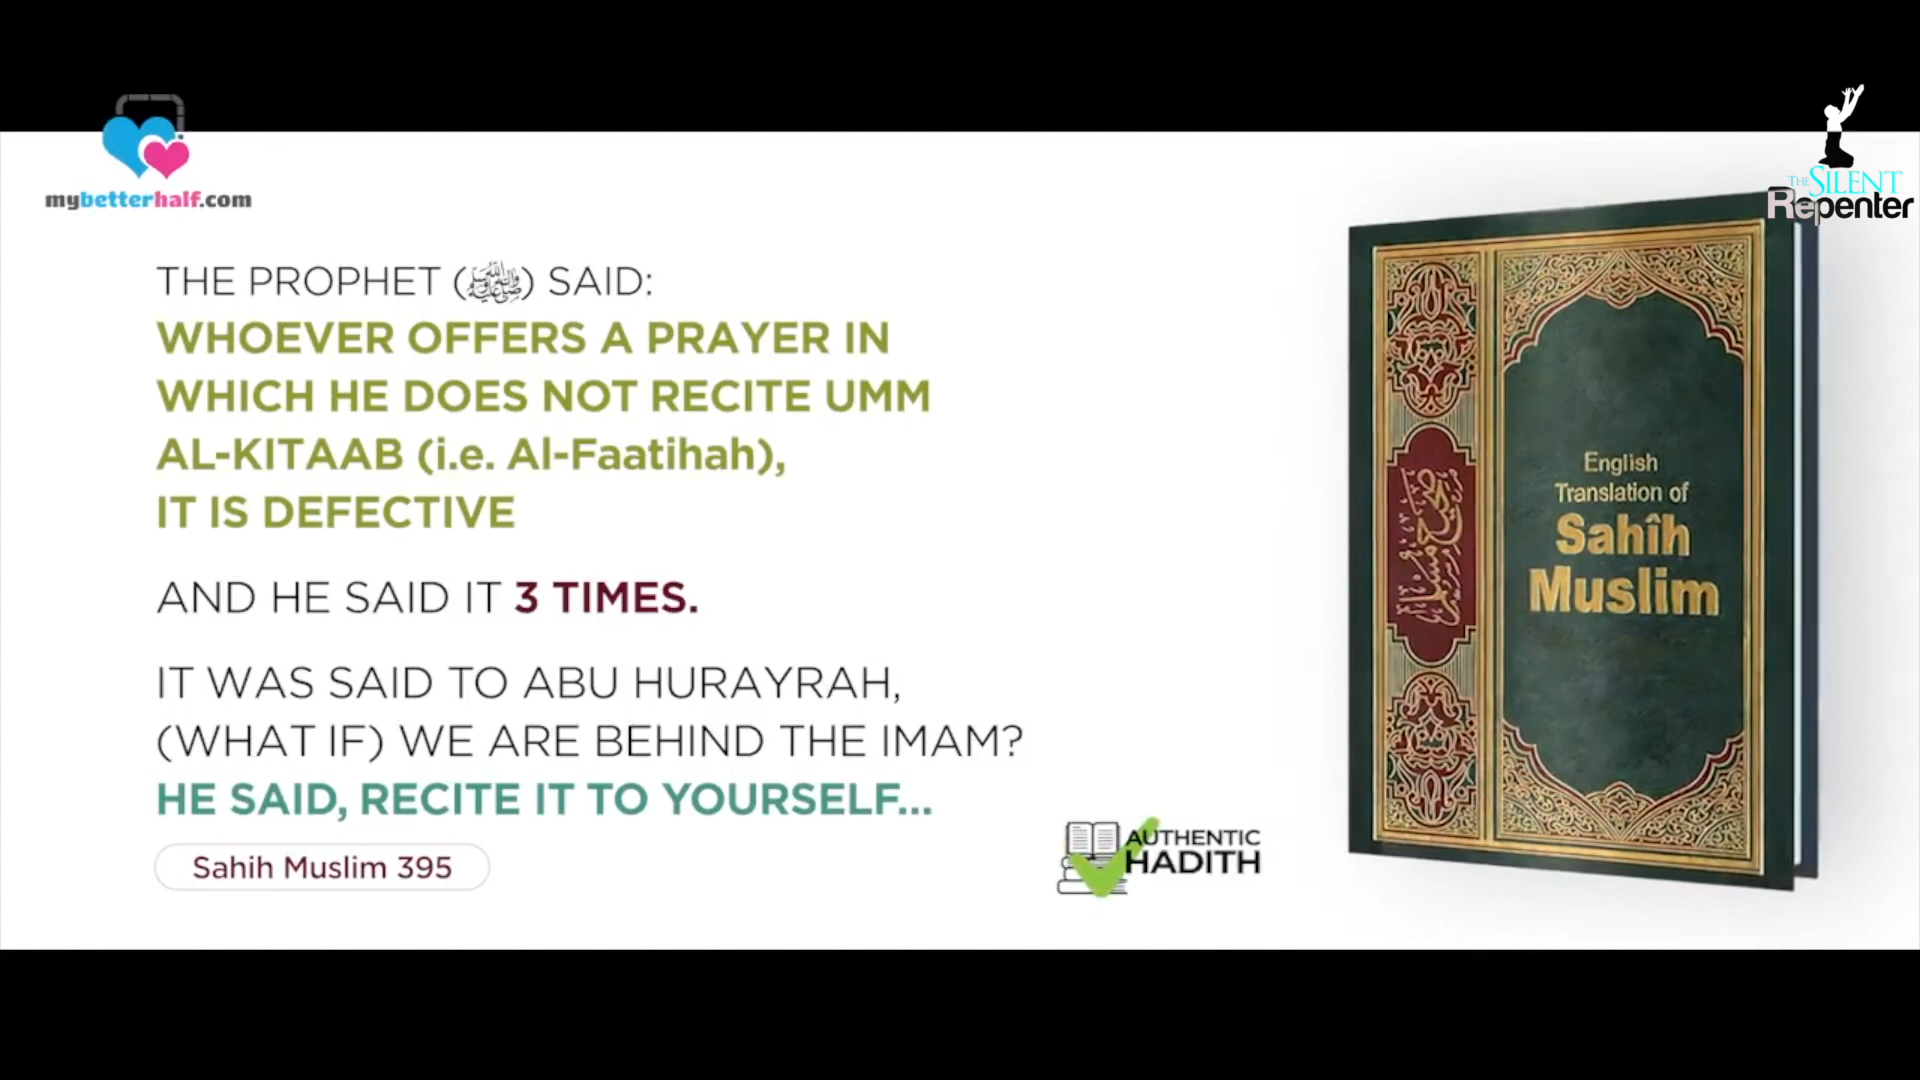 mybetterhalf.com
THE SILENT
Repenter
THE PROPHET (ﷺ) SAID:
WHOEVER OFFERS A PRAYER IN
WHICH HE DOES NOT RECITE UMM
AL-KITAAB (i.e. Al-Faatihah),
IT IS DEFECTIVE
AND HE SAID IT 3 TIMES.
IT WAS SAID TO ABU HURAYRAH,
(WHAT IF) WE ARE BEHIND THE IMAM?
HE SAID, RECITE IT TO YOURSELF...
Sahih Muslim 395
AUTHENTIC
HADITH
صحيح مسلم
English
Translation of
Sahîh
Muslim